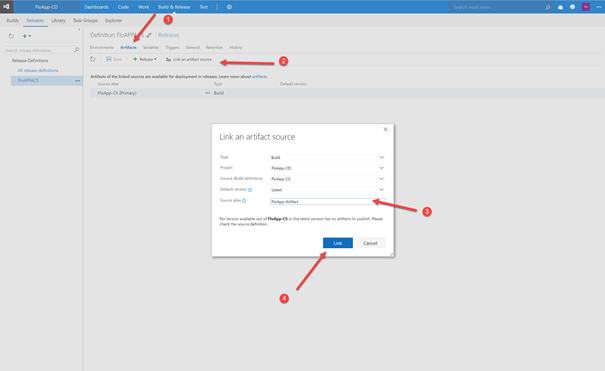 FloApp-CD
Dashboards Code Work Build & Release Test
Search work items
Builds Releases Library Task Groups Explorer
1
Definition:
Releases
Search release definitions...
Release Definitions
All release definitions
Environments Artifacts Variables Triggers General Retention History
Save Release Link an artifact source
2
Artifacts of the linked sources are available for deployment in releases. Learn more about artifacts.
Source alias Type Default version
FloApp-CS (Primary) Build
Link an artifact source
Type Build
Project FloApp-CD
Source (Build definition) FloApp-CS
Default version Latest
Source alias FloApp-Artifact
3
No version available out of FloApp-CS or the latest version has no artifacts to publish. Please
check the source definition.
Link Cancel
4